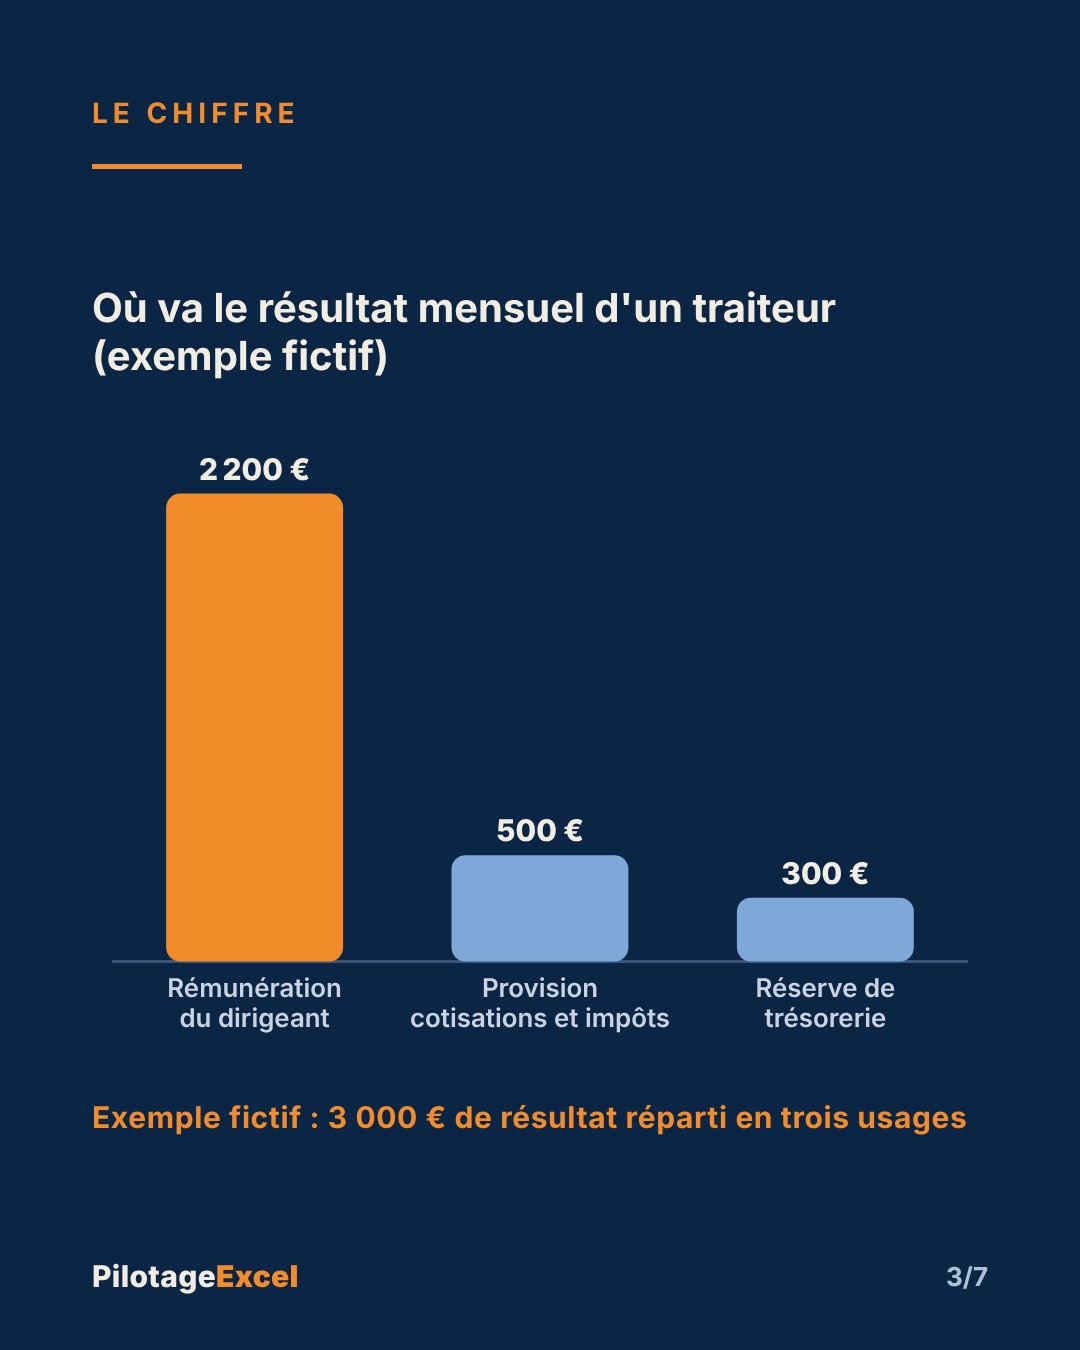 LE CHIFFRE
Où va le résultat mensuel d'un traiteur
(exemple fictif)
2 200 €
500 €
300 €
Rémunération
du dirigeant
Provision
cotisations et impôts
Réserve de
trésorerie
Exemple fictif : 3 000 € de résultat réparti en trois usages
PilotageExcel
3/7